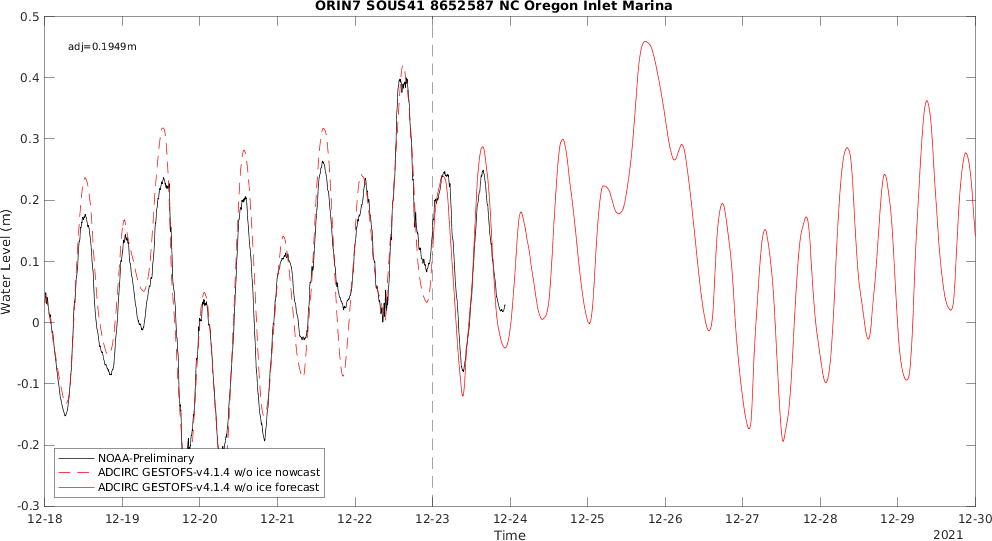 ORIN7 SOUS41 8652587 NC Oregon Inlet Marina
adj=0.1949m
Water Level (m)
0.5
0.4
0.3
0.2
0.1
0
-0.1
-0.2
-0.3
NOAA-Preliminary
ADCIRC GESTOFS-v4.1.4 w/o ice nowcast
ADCIRC GESTOFS-v4.1.4 w/o ice forecast
12-18 12-19 12-20 12-21 12-22 12-23 12-24 12-25 12-26 12-27 12-28 12-29 12-30
Time
2021